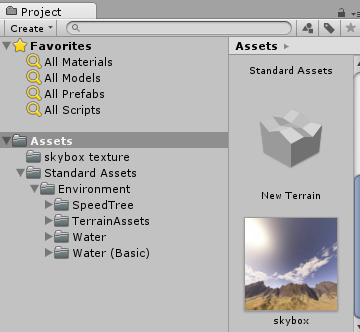 Project
Create
Favorites
All Materials
All Models
All Prefabs
All Scripts
Assets
skybox texture
Standard Assets
Environment
SpeedTree
TerrainAssets
Water
Water (Basic)
Assets
Standard Assets
New Terrain
skybox